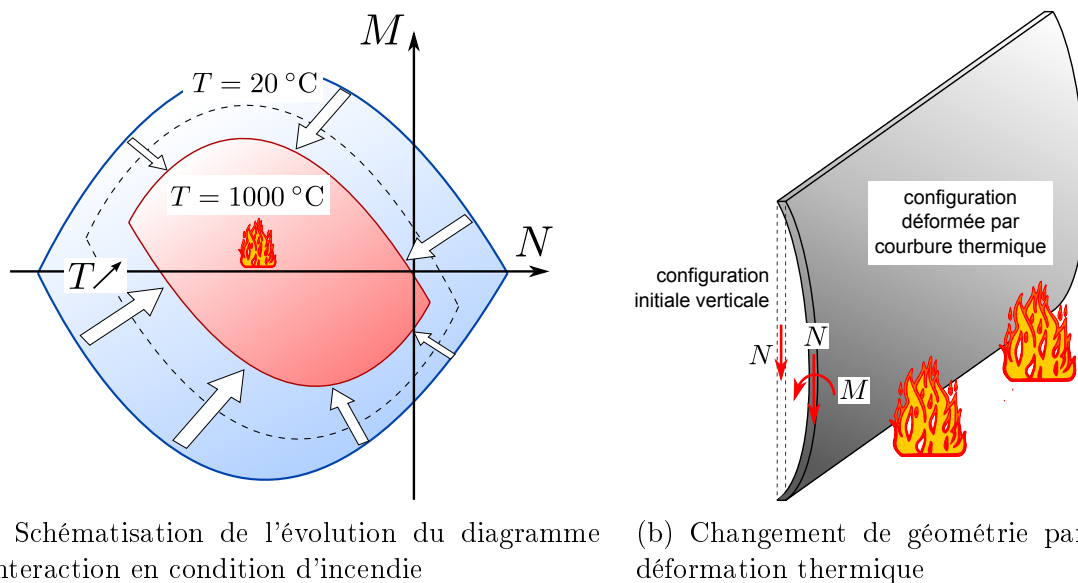 M
T = 20 °C
T = 1000 °C
N
T
configuration
déformée par
courbure thermique
configuration
initiale verticale
N
N
M
Schématisation de l'évolution du diagramme
nteraction en condition d'incendie
(b) Changement de géométrie par
déformation thermique